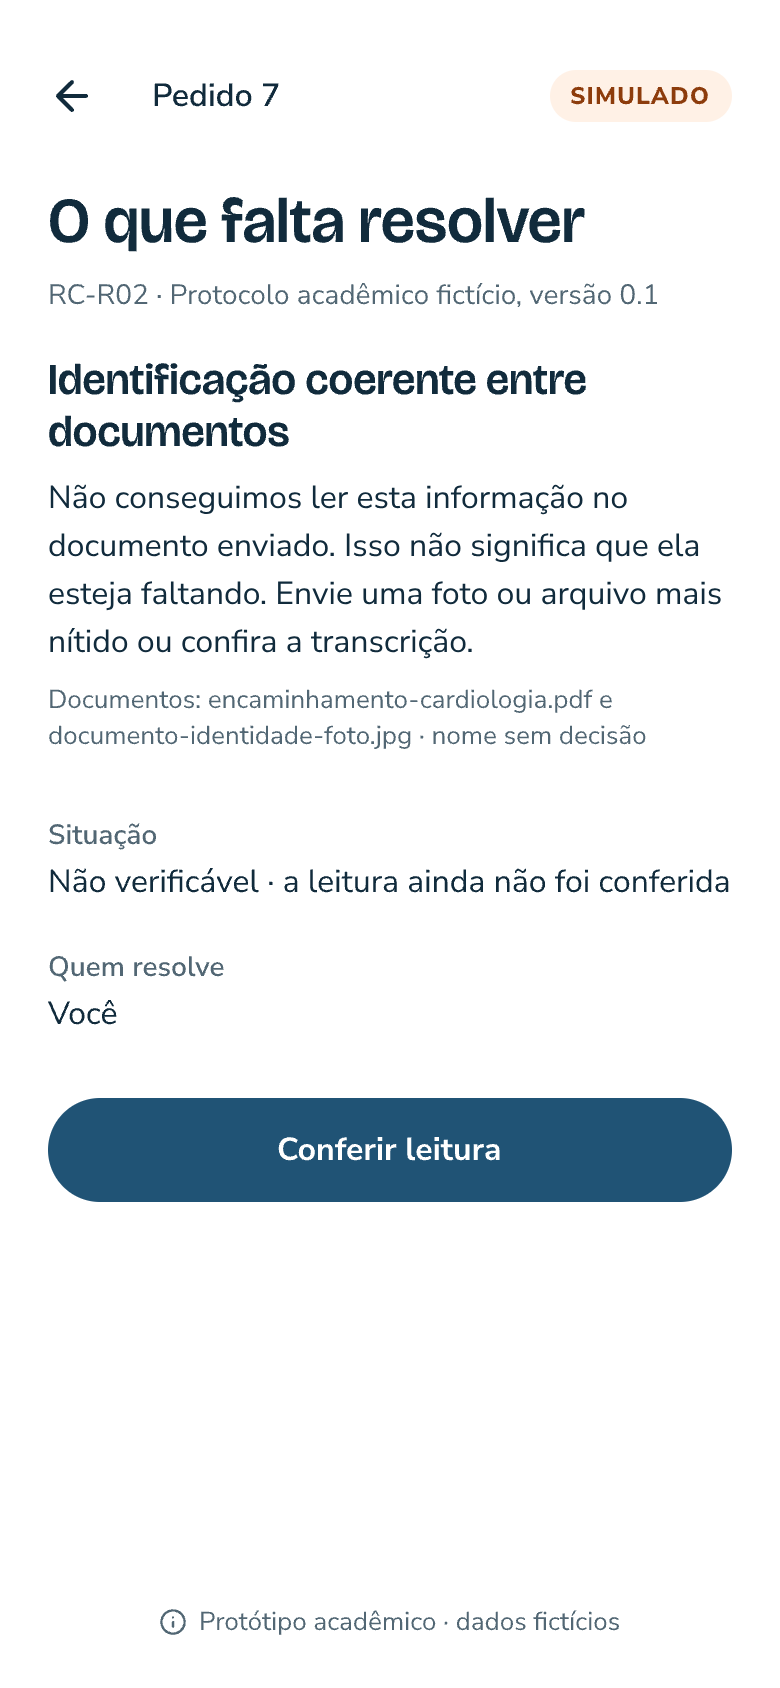 Pedido 7
SIMULADO
O que falta resolver
RC-R02 · Protocolo acadêmico fictício, versão 0.1
Identificação coerente entre
documentos
Não conseguimos ler esta informação no
documento enviado. Isso não significa que ela
esteja faltando. Envie uma foto ou arquivo mais
nítido ou confira a transcrição.
Documentos: encaminhamento-cardiologia.pdf e
documento-identidade-foto.jpg · nome sem decisão
Situação
Não verificável · a leitura ainda não foi conferida
Quem resolve
Você
Conferir leitura
Protótipo acadêmico · dados fictícios